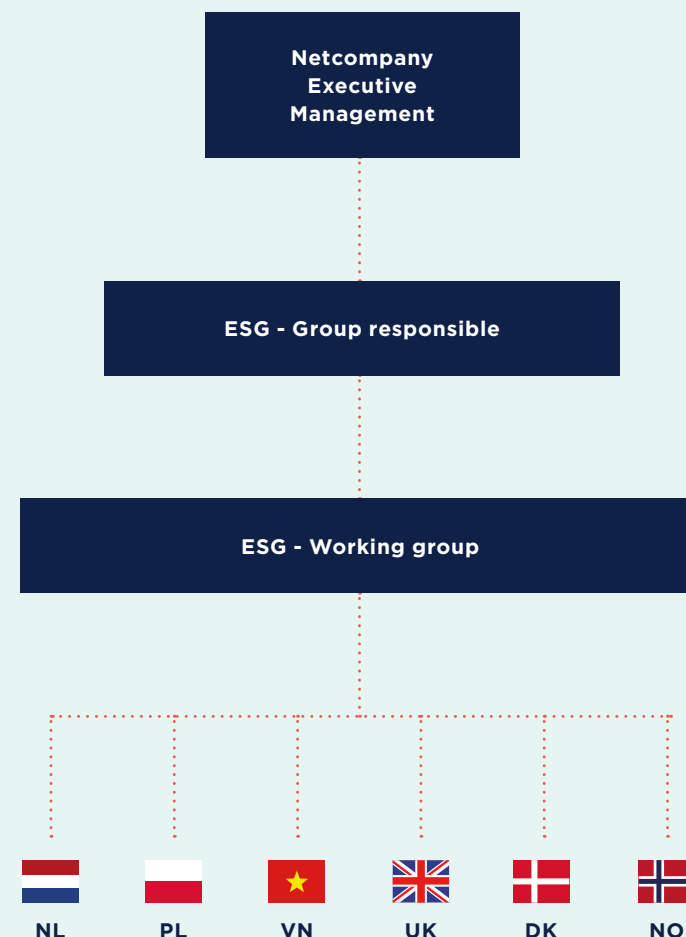 Netcompany
Executive
Management
ESG - Group responsible
ESG - Working group
NL PL VN UK DK NO